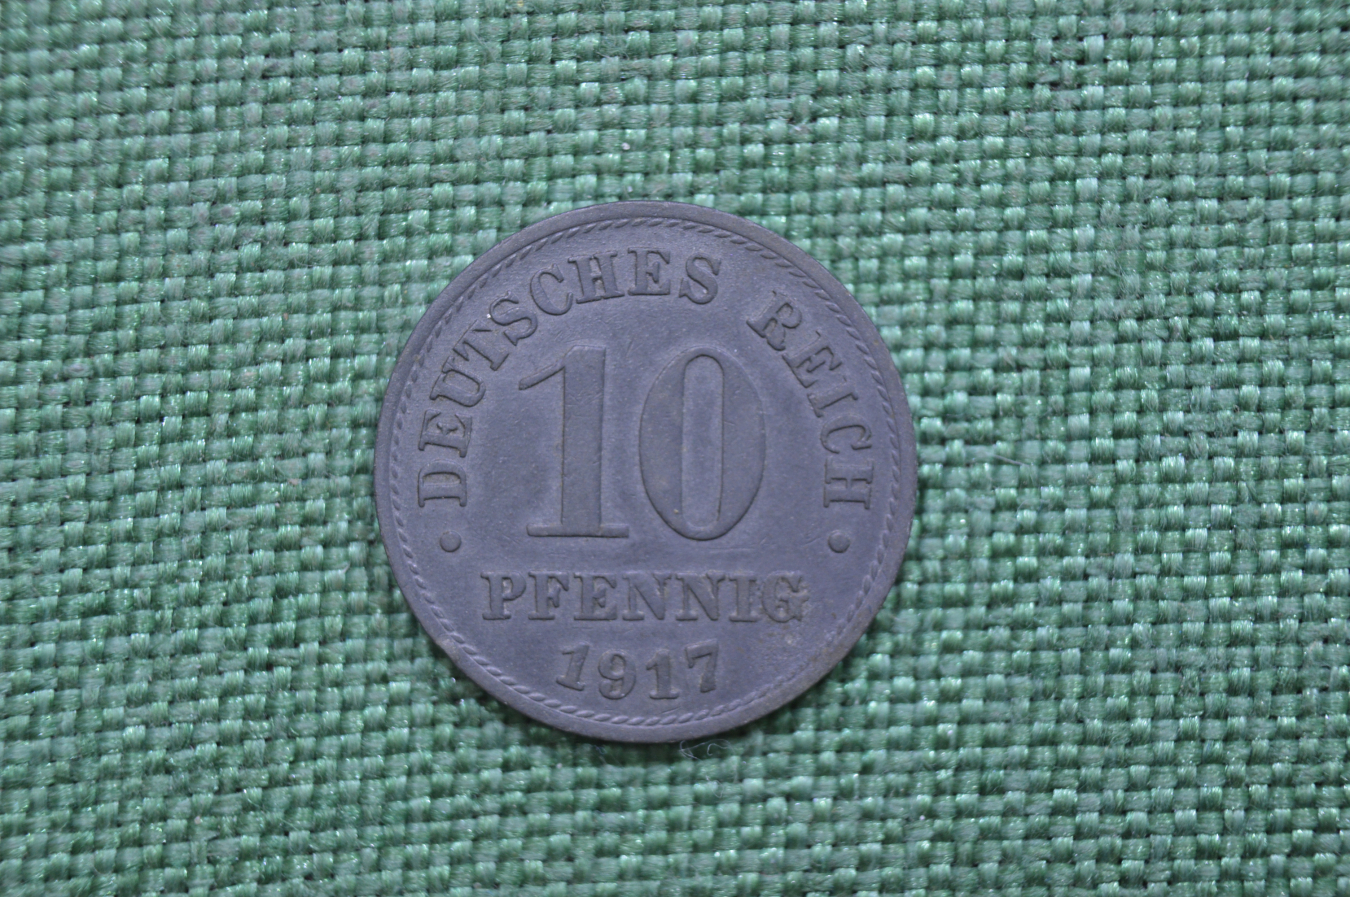 • DEUTSCHES REICH •
10
PFENNIG
1917